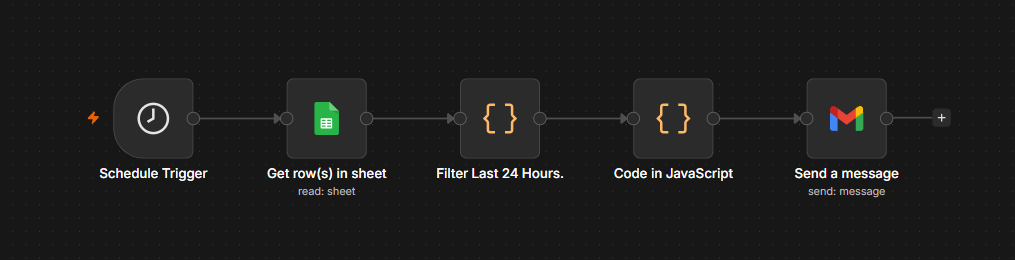 Schedule Trigger
Get row(s) in sheet
read: sheet
Filter Last 24 Hours.
Code in JavaScript
Send a message
send: message